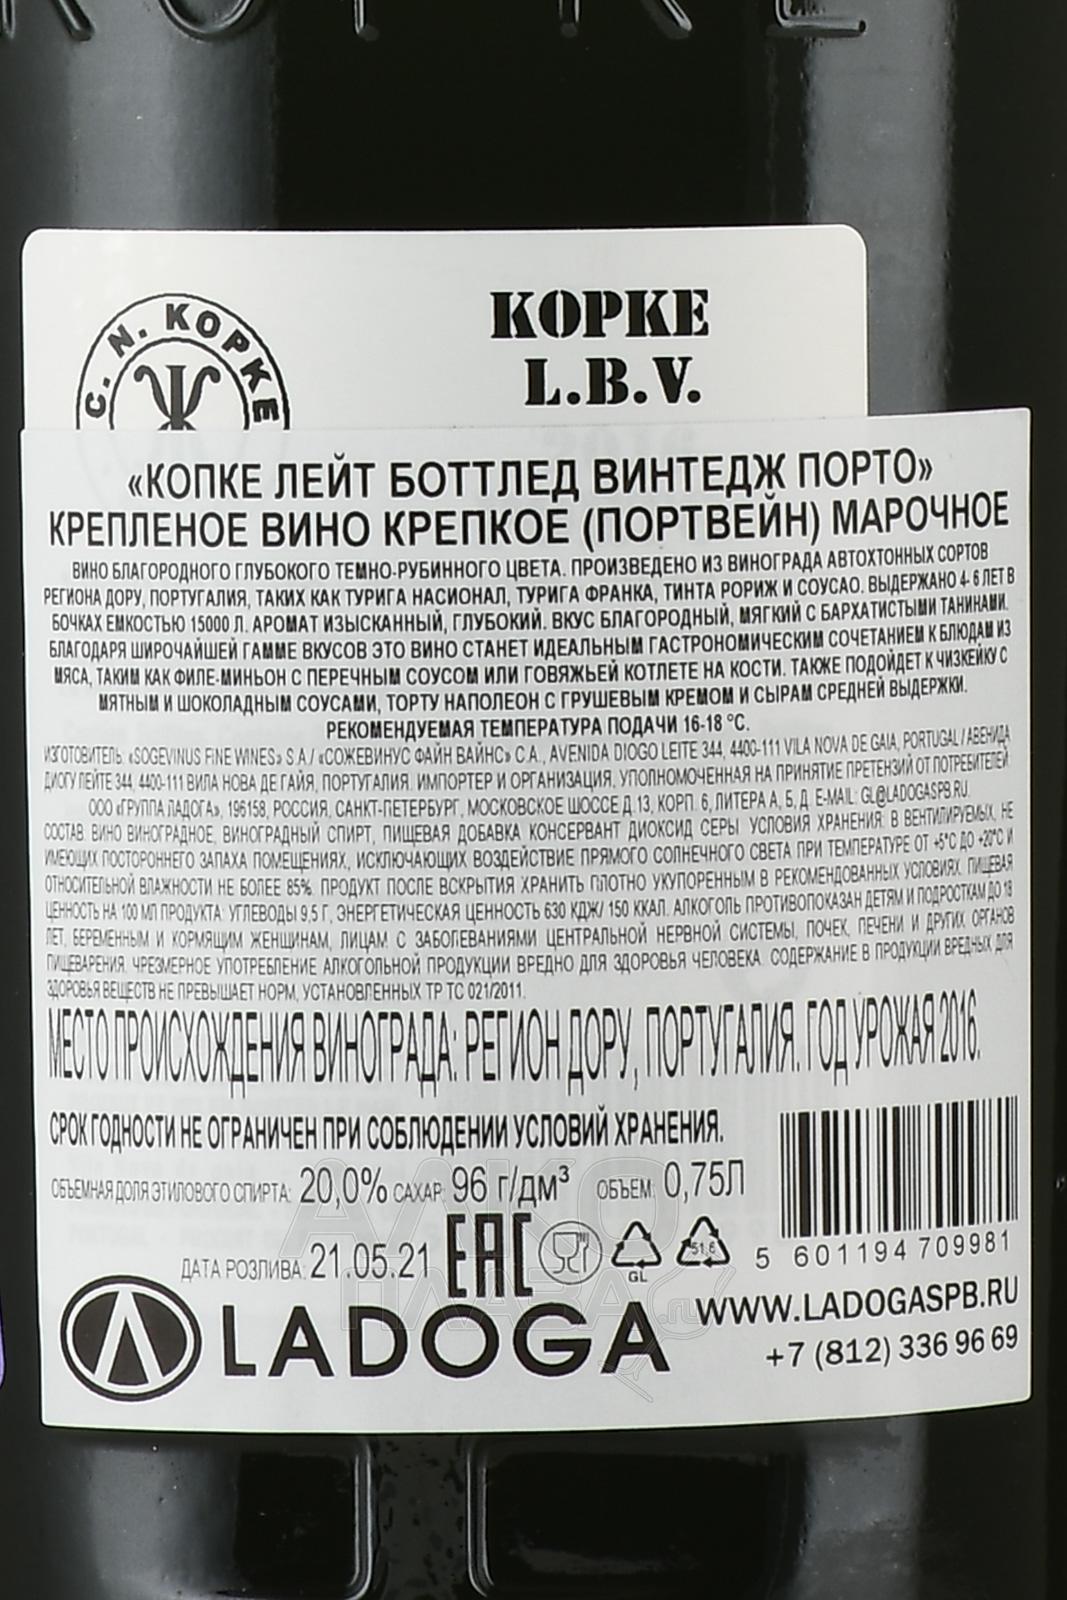 C. N. KOPKE
KOPKE
L.B.V.
«КОПКЕ ЛЕЙТ БОТТЛЕД ВИНТЕДЖ ПОРТО»
КРЕПЛЕНОЕ ВИНО КРЕПКОЕ (ПОРТВЕЙН) МАРОЧНОЕ
ВИНО БЛАГОРОДНОГО ГЛУБОКОГО ТЕМНО-РУБИННОГО ЦВЕТА. ПРОИЗВЕДЕНО ИЗ ВИНОГРАДА АВТОХТОННЫХ СОРТОВ
РЕГИОНА ДОРУ, ПОРТУГАЛИЯ, ТАКИХ КАК ТУРИГА НАСИОНАЛ, ТУРИГА ФРАНКА, ТИНТА РОРИЖ И СОУСАО. ВЫДЕРЖАНО 4-6 ЛЕТ В
БОЧКАХ ЕМКОСТЬЮ 15000 Л. АРОМАТ ИЗЫСКАННЫЙ, ГЛУБОКИЙ. ВКУС БЛАГОРОДНЫЙ, МЯГКИЙ С БАРХАТИСТЫМИ ТАНИНАМИ.
БЛАГОДАРЯ ШИРОЧАЙШЕЙ ГАММЕ ВКУСОВ ЭТО ВИНО СТАНЕТ ИДЕАЛЬНЫМ ГАСТРОНОМИЧЕСКИМ СОЧЕТАНИЕМ К БЛЮДАМ ИЗ
МЯСА, ТАКИМ КАК ФИЛЕ-МИНЬОН С ПЕРЕЧНЫМ СОУСОМ ИЛИ ГОВЯЖЬЕЙ КОТЛЕТЕ НА КОСТИ. ТАКЖЕ ПОДОЙДЕТ К ЧИЗКЕЙКУ С
МЯТНЫМ И ШОКОЛАДНЫМ СОУСАМИ, ТОРТУ НАПОЛЕОН С ГРУШЕВЫМ КРЕМОМ И СЫРАМ СРЕДНЕЙ ВЫДЕРЖКИ.
РЕКОМЕНДУЕМАЯ ТЕМПЕРАТУРА ПОДАЧИ 16-18 °С.
ИЗГОТОВИТЕЛЬ: «SOGEVINUS FINE WINES» S.A./ «СОЖЕВИНУС ФАЙН ВАЙНС» С.А., AVENIDA DIOGO LEITE 344, 4400-111 VILA NOVA DE GAIA, PORTUGAL / АВЕНИДА
ДИОГУ ЛЕЙТЕ 344, 4400-111 ВИЛА НОВА ДЕ ГАЙЯ, ПОРТУГАЛИЯ. ИМПОРТЕР И ОРГАНИЗАЦИЯ, УПОЛНОМОЧЕННАЯ НА ПРИНЯТИЕ ПРЕТЕНЗИЙ ОТ ПОТРЕБИТЕЛЕЙ:
ООО «ГРУППА ЛАДОГА», 196158, РОССИЯ, САНКТ-ПЕТЕРБУРГ, МОСКОВСКОЕ ШОССЕ Д.13, КОРП. 6, ЛИТЕРА А, Б, Д. E-MAIL: GL@LADOGASPB.RU.
СОСТАВ: ВИНО ВИНОГРАДНОЕ, ВИНОГРАДНЫЙ СПИРТ, ПИЩЕВАЯ ДОБАВКА КОНСЕРВАНТ ДИОКСИД СЕРЫ. УСЛОВИЯ ХРАНЕНИЯ: В ВЕНТИЛИРУЕМЫХ, НЕ
ИМЕЮЩИХ ПОСТОРОННЕГО ЗАПАХА ПОМЕЩЕНИЯХ, ИСКЛЮЧАЮЩИХ ВОЗДЕЙСТВИЕ ПРЯМОГО СОЛНЕЧНОГО СВЕТА ПРИ ТЕМПЕРАТУРЕ ОТ +5°С ДО +20°С И
ОТНОСИТЕЛЬНОЙ ВЛАЖНОСТИ НЕ БОЛЕЕ 85%. ПРОДУКТ ПОСЛЕ ВСКРЫТИЯ ХРАНИТЬ ПЛОТНО УКУПОРЕННЫМ В РЕКОМЕНДОВАННЫХ УСЛОВИЯХ. ПИЩЕВАЯ
ЦЕННОСТЬ НА 100 МЛ ПРОДУКТА: УГЛЕВОДЫ 9,5 Г, ЭНЕРГЕТИЧЕСКАЯ ЦЕННОСТЬ 630 КДЖ/ 150 ККАЛ. АЛКОГОЛЬ ПРОТИВОПОКАЗАН ДЕТЯМ И ПОДРОСТКАМ ДО 18
ЛЕТ, БЕРЕМЕННЫМ И КОРМЯЩИМ ЖЕНЩИНАМ, ЛИЦАМ С ЗАБОЛЕВАНИЯМИ ЦЕНТРАЛЬНОЙ НЕРВНОЙ СИСТЕМЫ, ПОЧЕК, ПЕЧЕНИ И ДРУГИХ ОРГАНОВ
ПИЩЕВАРЕНИЯ. ЧРЕЗМЕРНОЕ УПОТРЕБЛЕНИЕ АЛКОГОЛЬНОЙ ПРОДУКЦИИ ВРЕДНО ДЛЯ ЗДОРОВЬЯ ЧЕЛОВЕКА. СОДЕРЖАНИЕ В ПРОДУКЦИИ ВРЕДНЫХ ДЛЯ
ЗДОРОВЬЯ ВЕЩЕСТВ НЕ ПРЕВЫШАЕТ НОРМ, УСТАНОВЛЕННЫХ ТР ТС 021/2011.
МЕСТО ПРОИСХОЖДЕНИЯ ВИНОГРАДА: РЕГИОН ДОРУ, ПОРТУГАЛИЯ. ГОД УРОЖАЯ 2016.
СРОК ГОДНОСТИ НЕ ОГРАНИЧЕН ПРИ СОБЛЮДЕНИИ УСЛОВИЙ ХРАНЕНИЯ.
ОБЪЕМНАЯ ДОЛЯ ЭТИЛОВОГО СПИРТА: 20,0% САХАР: 96 г/дм³ ОБЪЕМ: 0,75Л
ДАТА РОЗЛИВА: 21.05.21 ЕАС
GL
51,6
5 601194 709981
LADOGA
WWW.LADOGASPB.RU
+7 (812) 336 96 69
АЛКО
ПЛАЗА.ru